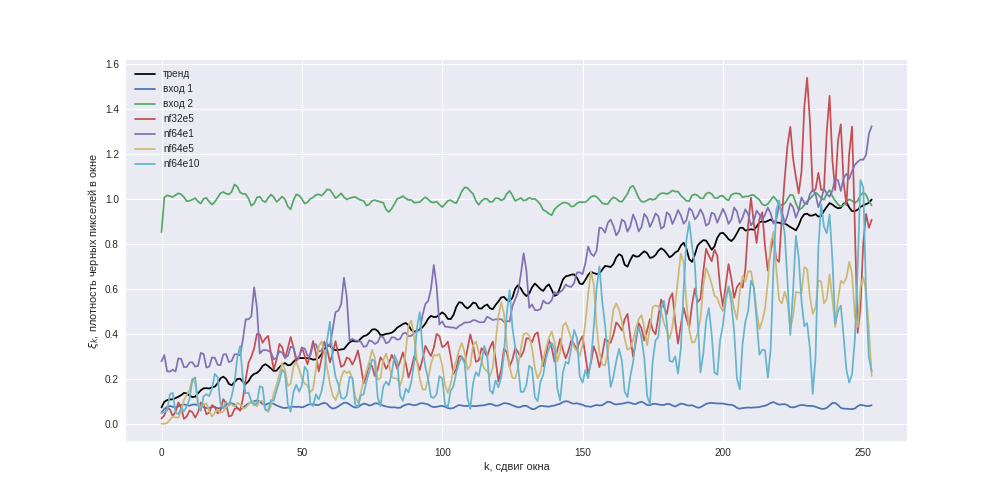 1.6
1.4
1.2
1.0
0.8
0.6
0.4
0.2
0.0
ξk, плотность черных пикселей в окне
тренд
вход 1
вход 2
nf32e5
nf64e1
nf64e5
nf64e10
0 50 100 150 200 250
k, сдвиг окна